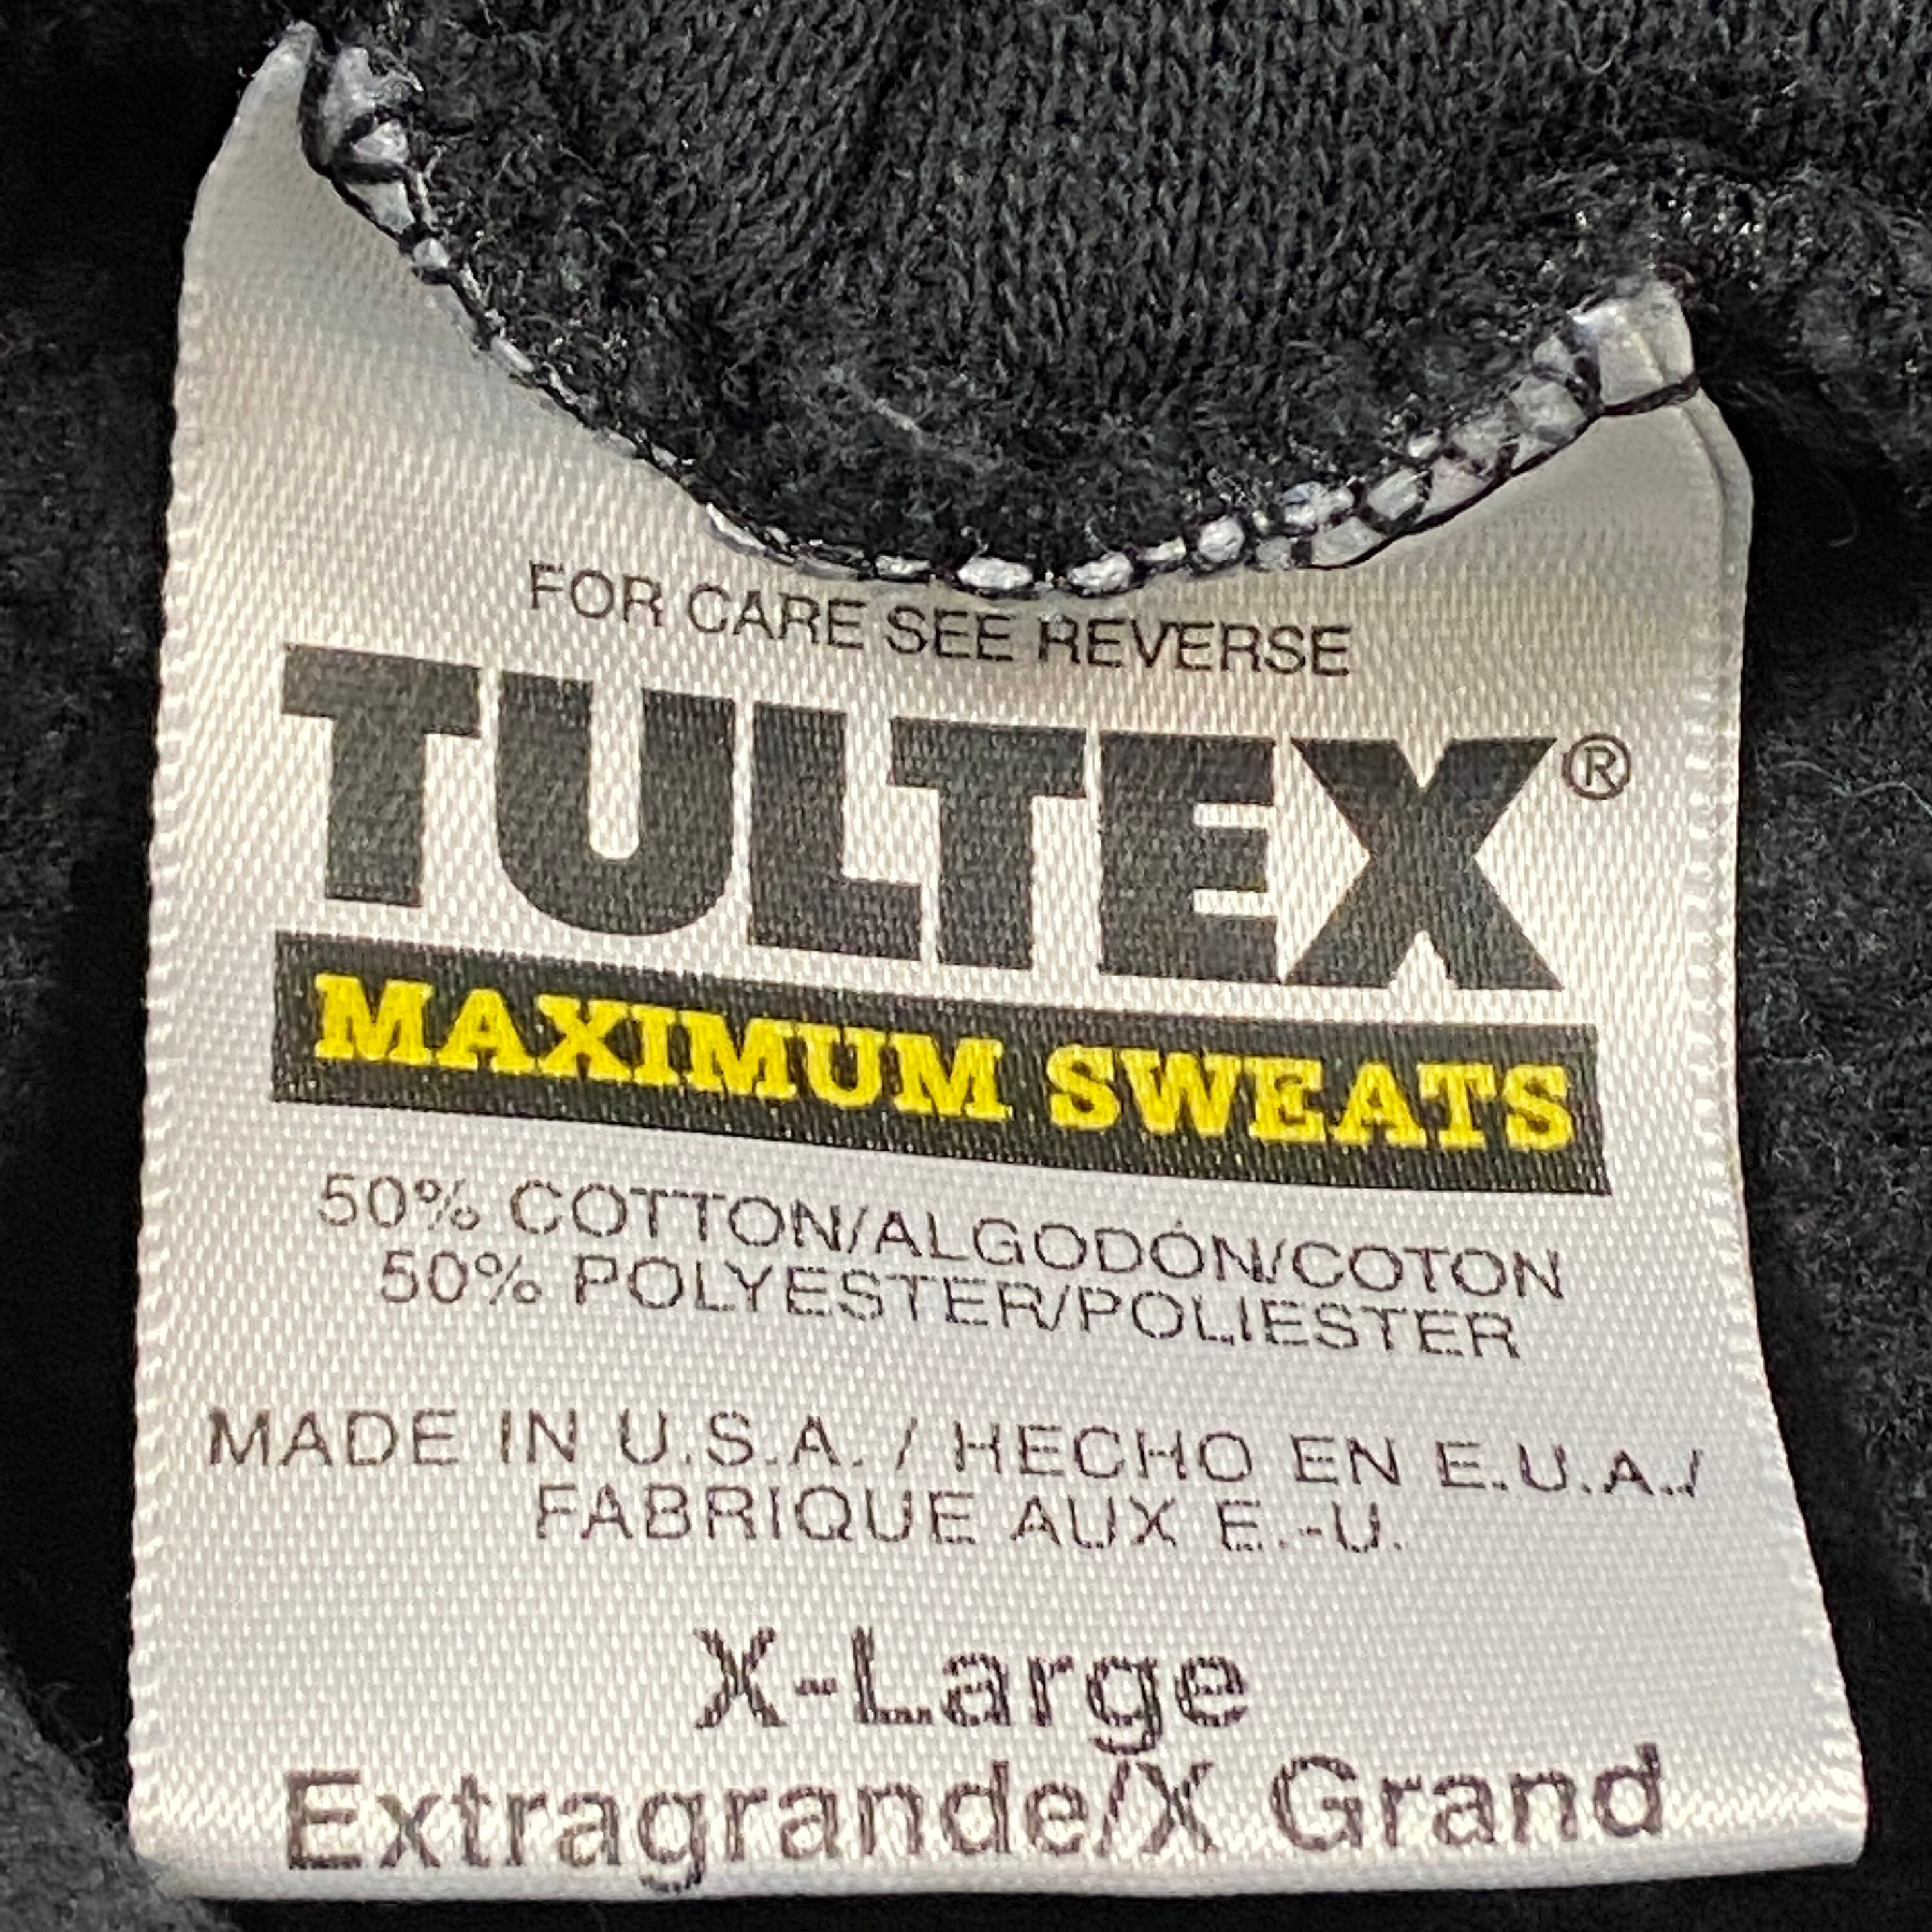 FOR CARE SEE REVERSE
TULTEX®
MAXIMUM SWEATS
50% COTTON/ALGODÓN/COTON
50% POLYESTER/POLIESTER
MADE IN U.S.A. / HECHO EN E.U.A./
FABRIQUE AUX E.-U.
X-Large
Extragrande/X Grand